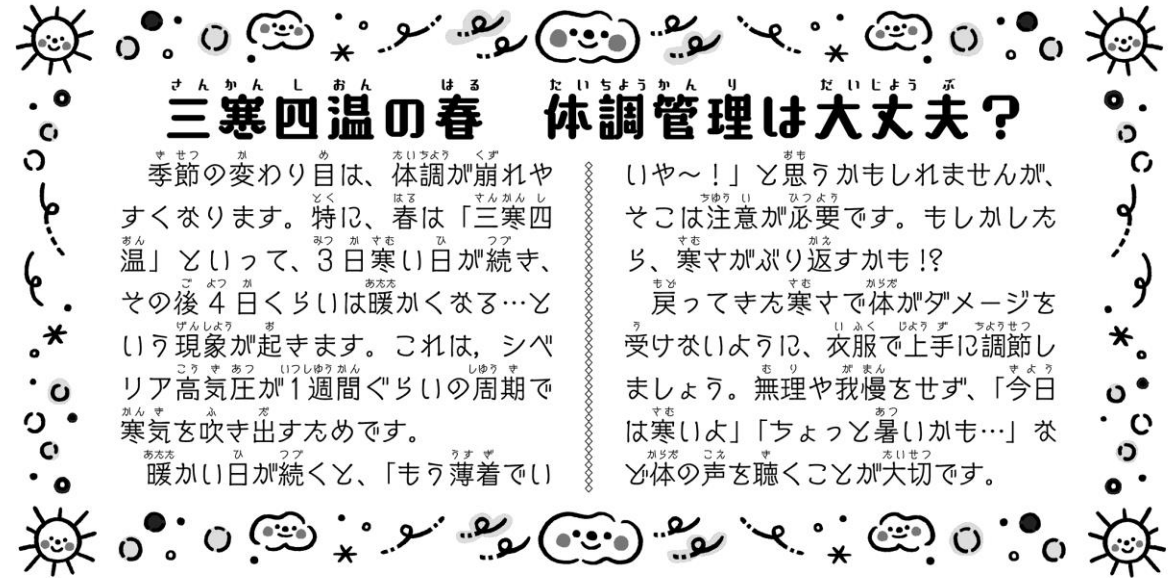 三寒四温の春　体調管理は大丈夫？
季節の変わり目は、体調が崩れや
すくなります。特に、春は「三寒四
温」といって、３日寒い日が続き、
その後４日くらいは暖かくなる…と
いう現象が起きます。これは，シベ
リア高気圧が１週間ぐらいの周期で
寒気を吹き出すためです。
暖かい日が続くと、「もう薄着でい
いや～！」と思うかもしれませんが、
そこは注意が必要です。もしかした
ら、寒さがぶり返すかも!?
戻ってきた寒さで体がダメージを
受けないように、衣服で上手に調節し
ましょう。無理や我慢をせず、「今日
は寒いよ」「ちょっと暑いかも…」な
ど体の声を聴くことが大切です。